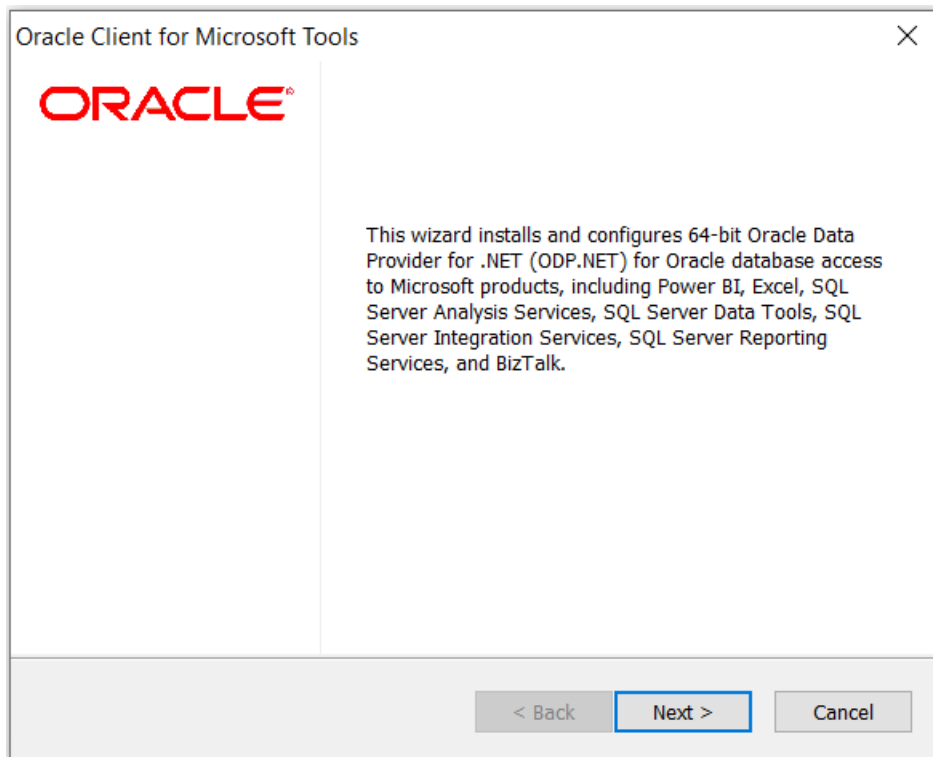 Oracle Client for Microsoft Tools
ORACLE®
This wizard installs and configures 64-bit Oracle Data
Provider for .NET (ODP.NET) for Oracle database access
to Microsoft products, including Power BI, Excel, SQL
Server Analysis Services, SQL Server Data Tools, SQL
Server Integration Services, SQL Server Reporting
Services, and BizTalk.
< Back Next > Cancel